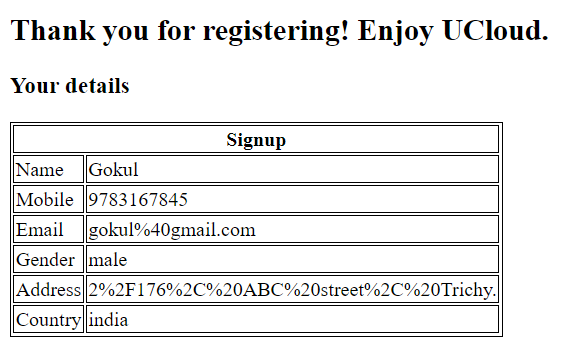 Thank you for registering! Enjoy UCloud.
Your details
Signup
Name Gokul
Mobile 9783167845
Email gokul%40gmail.com
Gender male
Address 2%2F176%2C%20ABC%20street%2C%20Trichy.
Country india